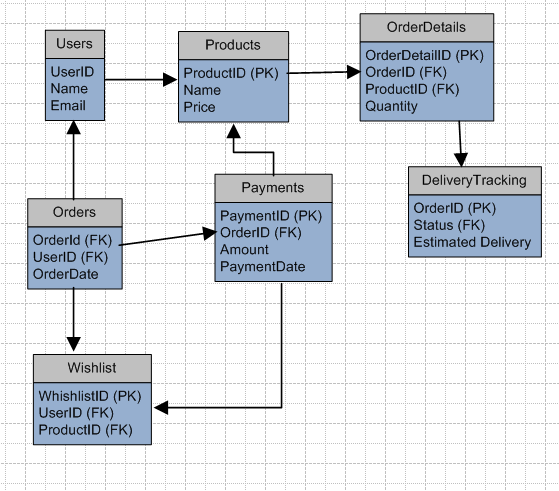 Users
UserID
Name
Email
Products
ProductID (PK)
Name
Price
OrderDetails
OrderDetailID (PK)
OrderID (FK)
ProductID (FK)
Quantity
DeliveryTracking
OrderID (PK)
Status (FK)
Estimated Delivery
Orders
OrderId (FK)
UserID (FK)
OrderDate
Payments
PaymentID (PK)
OrderID (FK)
Amount
PaymentDate
Wishlist
WhishlistID (PK)
UserID (FK)
ProductID (FK)